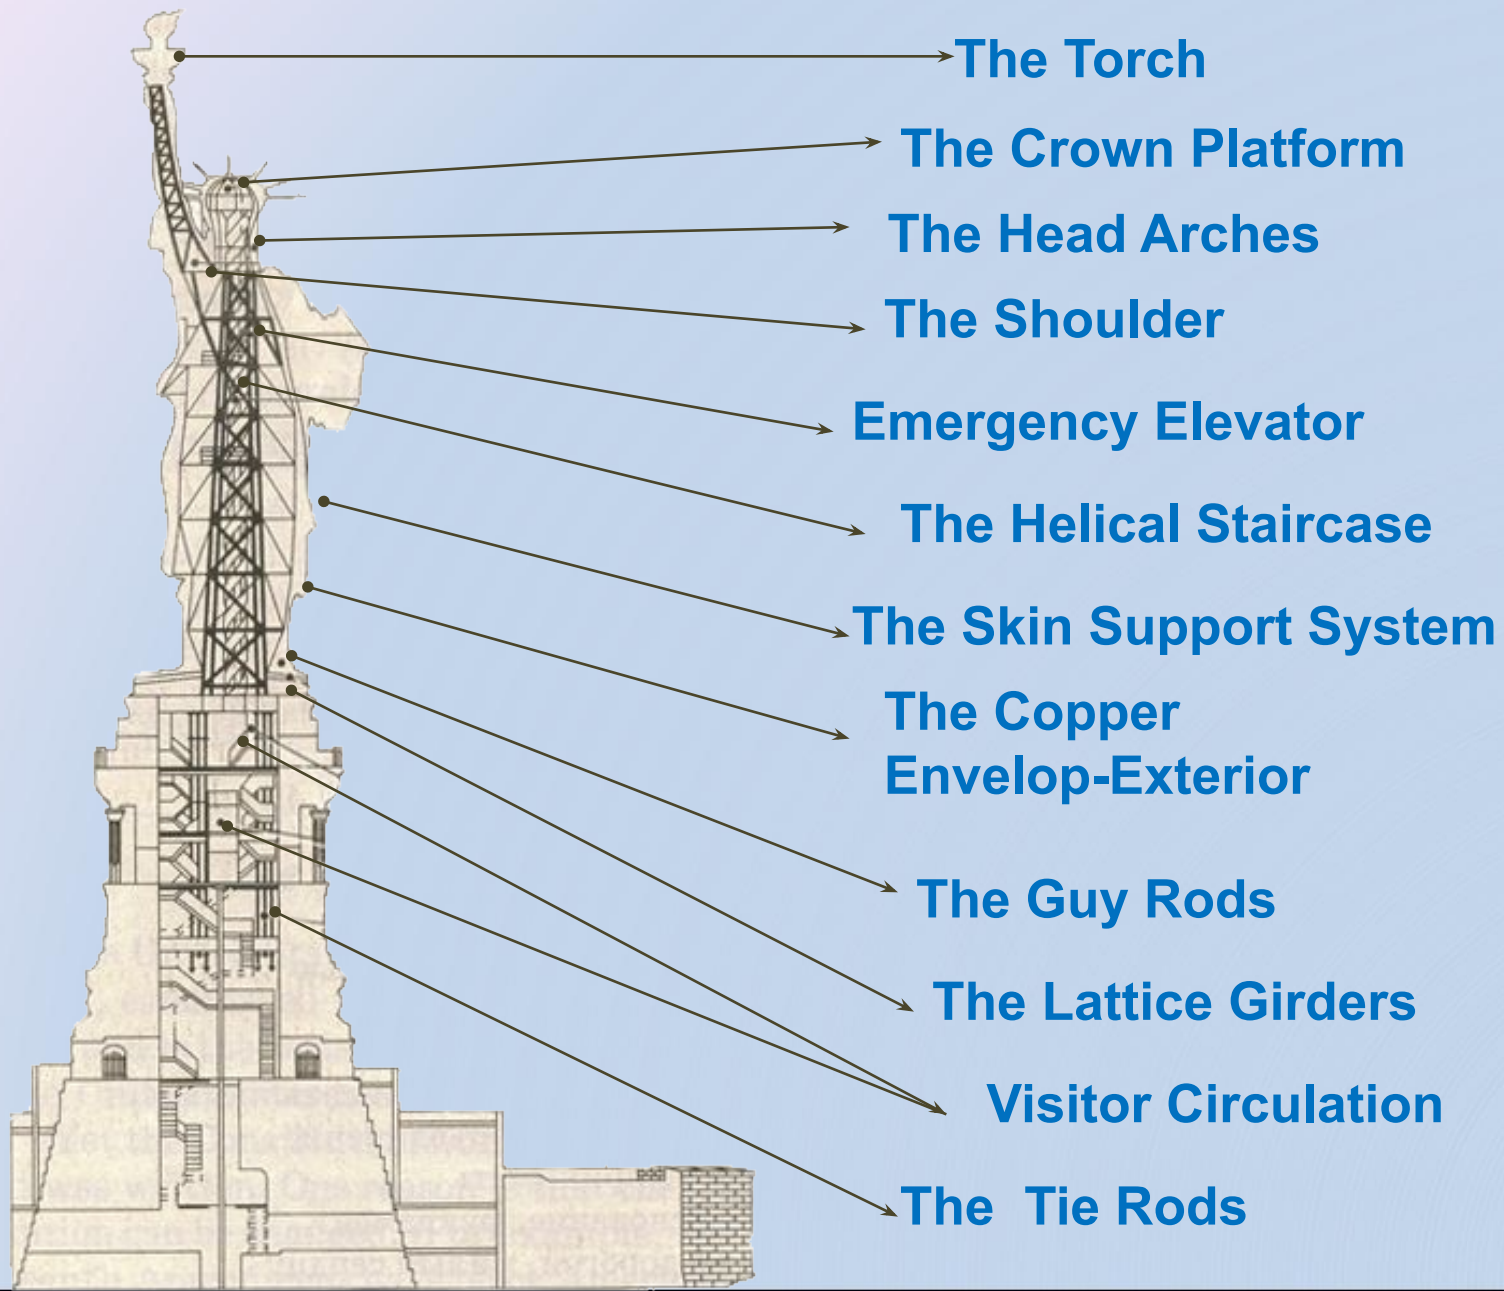 The Torch
The Crown Platform
The Head Arches
The Shoulder
Emergency Elevator
The Helical Staircase
The Skin Support System
The Copper
Envelop-Exterior
The Guy Rods
The Lattice Girders
Visitor Circulation
The  Tie Rods